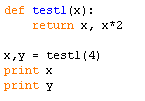 def test1(x):
    return x, x*2

x,y = test1(4)
print x
print y